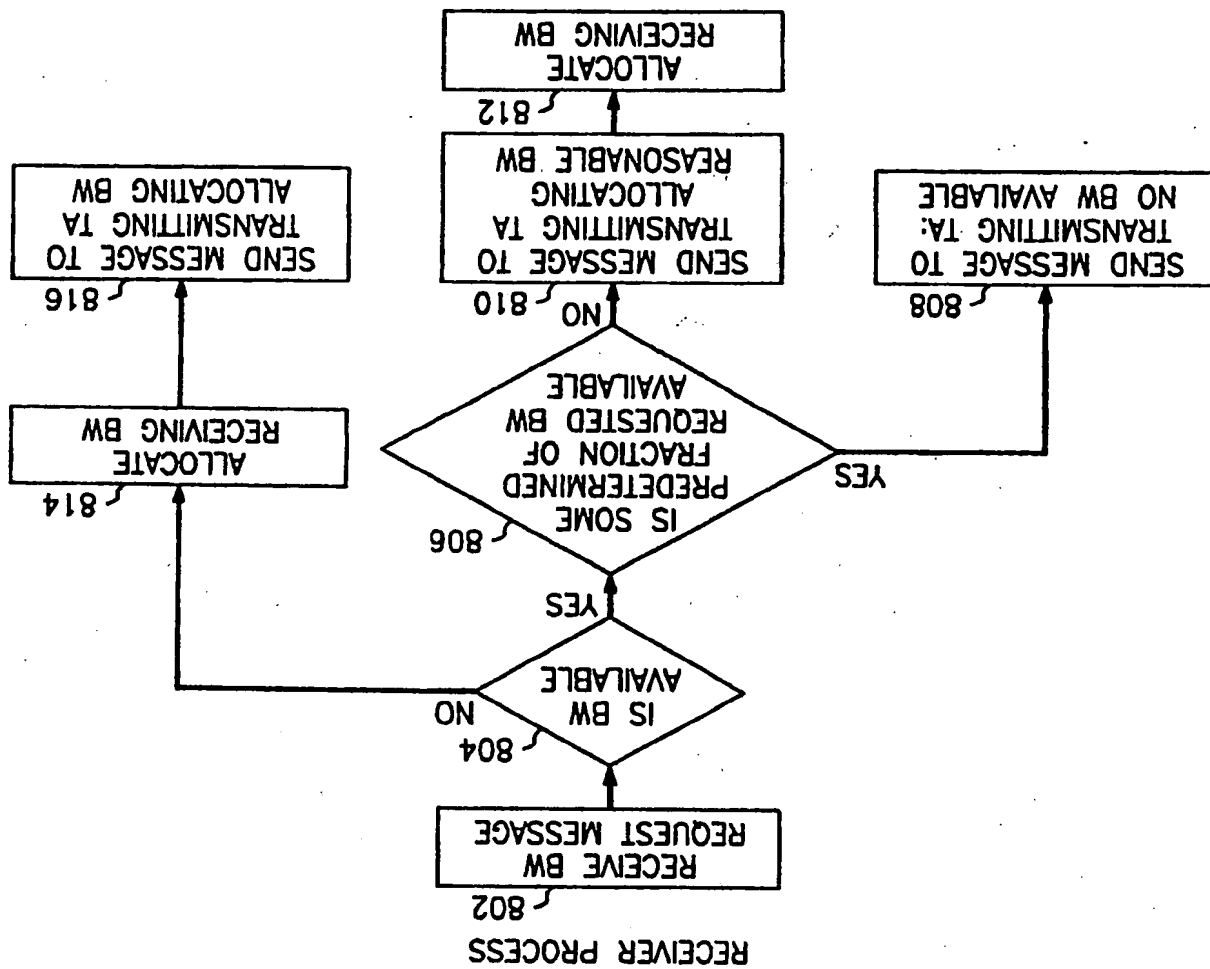 RECEIVER PROCESS
802
RECEIVE BW
REQUEST MESSAGE
804
IS BW
AVAILABLE
NO
YES
806
IS SOME
PREDETERMINED
FRACTION OF
REQUESTED BW
AVAILABLE
YES
NO
808
SEND MESSAGE TO
TRANSMITTING TA:
NO BW AVAILABLE
810
SEND MESSAGE TO
TRANSMITTING TA
ALLOCATING
REASONABLE BW
812
ALLOCATE
RECEIVING BW
814
ALLOCATE
RECEIVING BW
816
SEND MESSAGE TO
TRANSMITTING TA
ALLOCATING BW